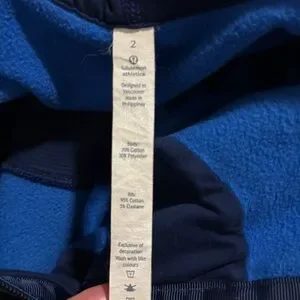 2
lululemon
athletica
Designed in
Vancouver
Made in
Philippines
Body:
70% Cotton
30% Polyester
Rib:
95% Cotton
5% Elastane
Exclusive of
decoration
Wash with like
colours